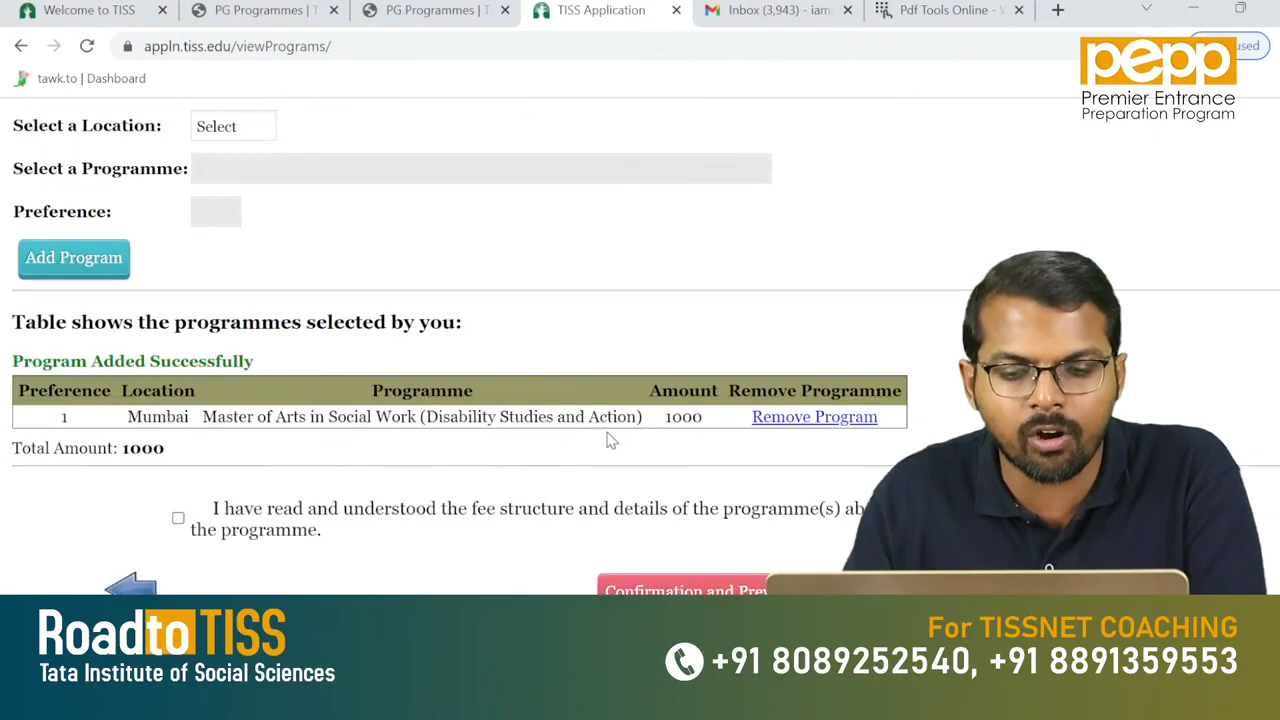 Welcome to TISS
PG Programmes | T
PG Programmes | T
TISS Application
Inbox (3,943) - iam
Pdf Tools Online - 
appln.tiss.edu/viewPrograms/
tawk.to | Dashboard
pepp
Premier Entrance
Preparation Program
Select a Location: Select
Select a Programme:
Preference:
Add Program
Table shows the programmes selected by you:
Program Added Successfully
Preference Location Programme Amount Remove Programme
1 Mumbai Master of Arts in Social Work (Disability Studies and Action) 1000 Remove Program
Total Amount: 1000
I have read and understood the fee structure and details of the programme(s)
the programme.
Confirmation and
Road to TISS
Tata Institute of Social Sciences
For TISSNET COACHING
+91 8089252540, +91 8891359553